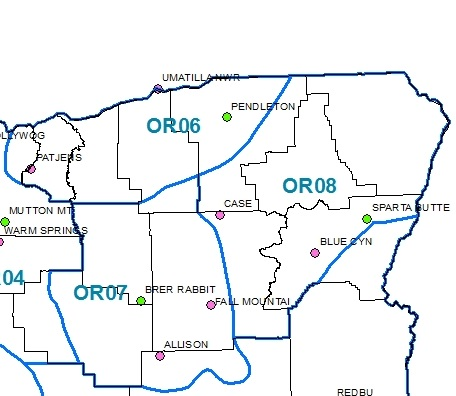 UMATILLA NWR
PENDLETON
OR06
OLLYWOG
PATJENS
OR08
CASE
MUTTON MT
SPARTA BUTTE
WARM SPRINGS
BLUE CYN
04
OR07
BRER RABBIT
FALL MOUNTAI
ALLISON
REDBU